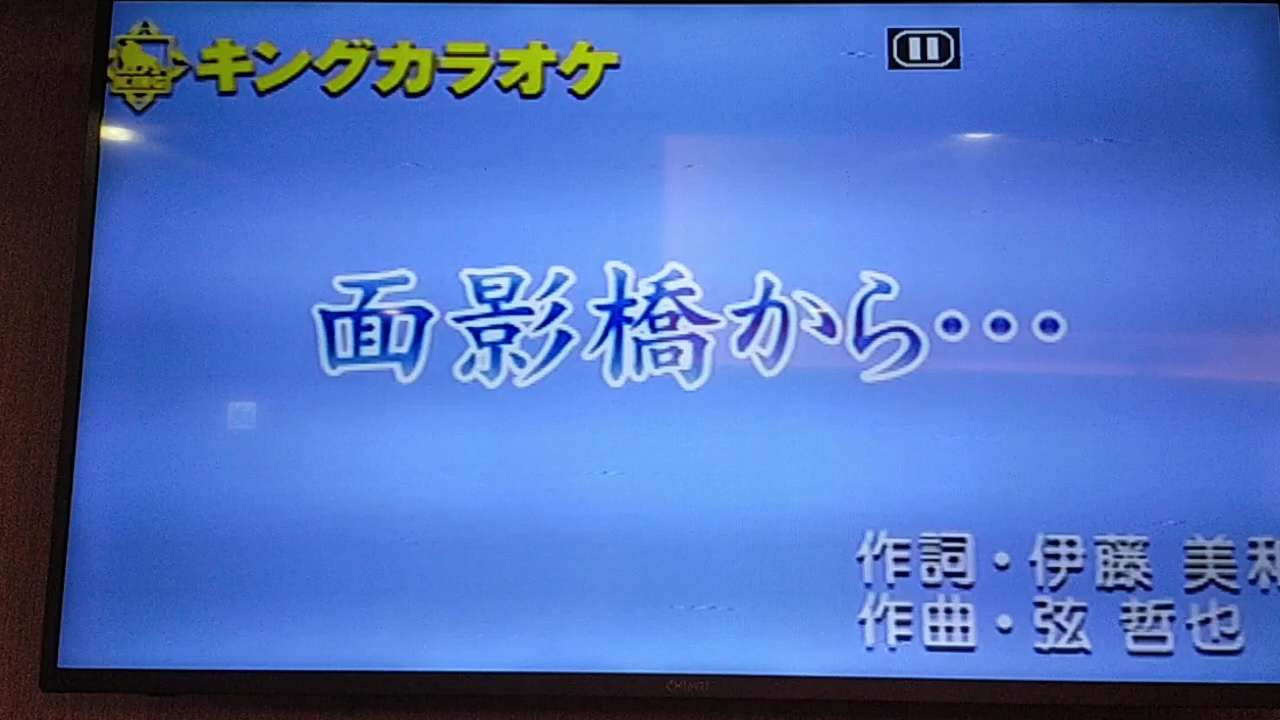 キングカラオケ
面影橋から・・・
作詞・伊藤 美和
作曲・弦 哲也